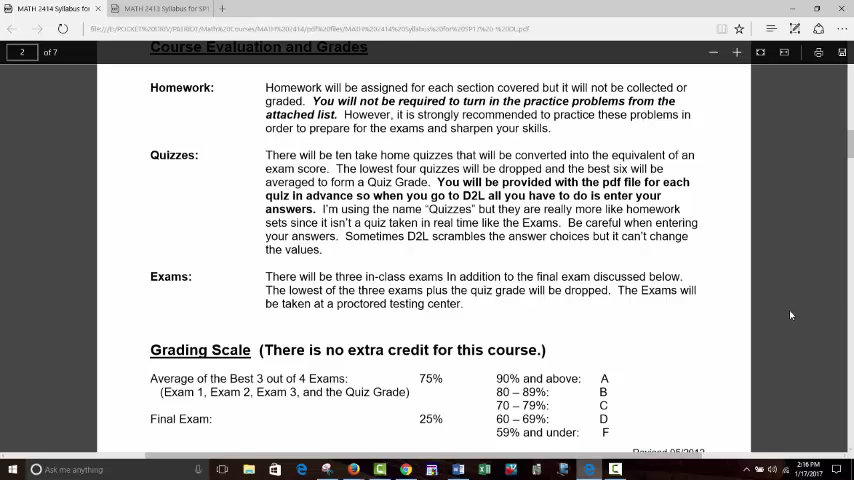 MATH 2414 Syllabus for
MATH 2413 Syllabus for SP1
2 of 7
Course Evaluation and Grades
Homework: Homework will be assigned for each section covered but it will not be collected or
graded. You will not be required to turn in the practice problems from the
attached list. However, it is strongly recommended to practice these problems in
order to prepare for the exams and sharpen your skills.
Quizzes: There will be ten take home quizzes that will be converted into the equivalent of an
exam score. The lowest four quizzes will be dropped and the best six will be
averaged to form a Quiz Grade. You will be provided with the pdf file for each
quiz in advance so when you go to D2L all you have to do is enter your
answers. I'm using the name “Quizzes” but they are really more like homework
sets since it isn't a quiz taken in real time like the Exams. Be careful when entering
your answers. Sometimes D2L scrambles the answer choices but it can't change
the values.
Exams: There will be three in-class exams In addition to the final exam discussed below.
The lowest of the three exams plus the quiz grade will be dropped. The Exams will
be taken at a proctored testing center.
Grading Scale (There is no extra credit for this course.)
Average of the Best 3 out of 4 Exams: 75% 90% and above: A
(Exam 1, Exam 2, Exam 3, and the Quiz Grade) 80 – 89%: B
70 – 79%: C
Final Exam: 25% 60 – 69%: D
59% and under: F
Revised 05/2012
Ask me anything
2:16 PM
1/17/2017